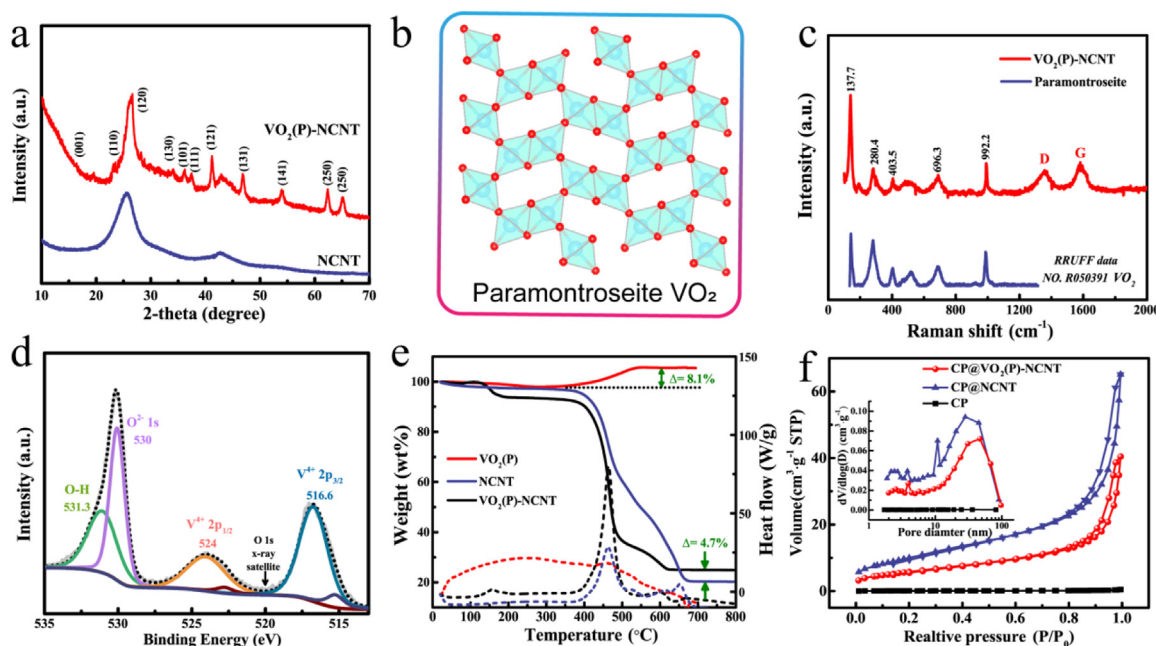 a
Intensity (a.u.)
(001)
(110)
(120)
(130)
(101)
(111)
(121)
(131)
(141)
(250)
(250)
VO₂(P)-NCNT
NCNT
10 20 30 40 50 60 70
2-theta (degree)
b
Paramontroseite VO₂
c
Intensity (a.u.)
VO₂(P)-NCNT
Paramontroseite
137.7
280.4
403.5
696.3
992.2
D
G
RRUFF data
NO. R050391 VO₂
0 400 800 1200 1600 2000
Raman shift (cm⁻¹)
d
Intensity (a.u.)
O²⁻ 1s
530
O-H
531.3
V⁴⁺ 2p₁/₂
524
O 1s
x-ray
satellite
V⁴⁺ 2p₃/₂
516.6
535 530 525 520 515
Binding Energy (eV)
e
Weight (wt%)
100
90
80
70
60
50
40
30
20
VO₂(P)
NCNT
VO₂(P)-NCNT
Δ= 8.1%
Δ= 4.7%
150
100
50
0
Heat flow (W/g)
0 100 200 300 400 500 600 700 800
Temperature (°C)
f
Volume(cm³·g⁻¹ STP)
60
40
20
0
CP@VO₂(P)-NCNT
CP@NCNT
CP
dV/dlog(D) (cm³·g⁻¹)
0.10
0.08
0.06
0.04
0.02
0.00
1 10 100
Pore diamter (nm)
0.0 0.2 0.4 0.6 0.8 1.0
Realtive pressure (P/P₀)